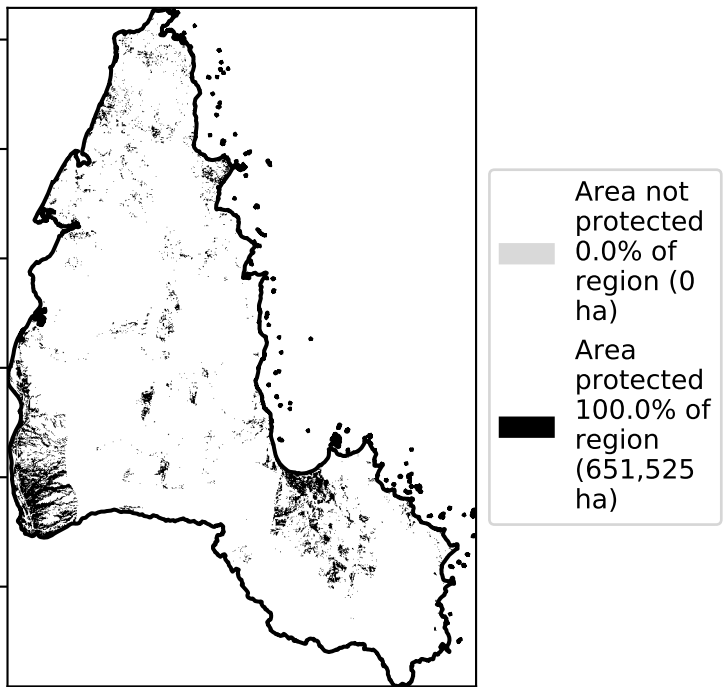 Area not
protected
0.0% of
region (0
ha)
Area
protected
100.0% of
region
(651,525
ha)